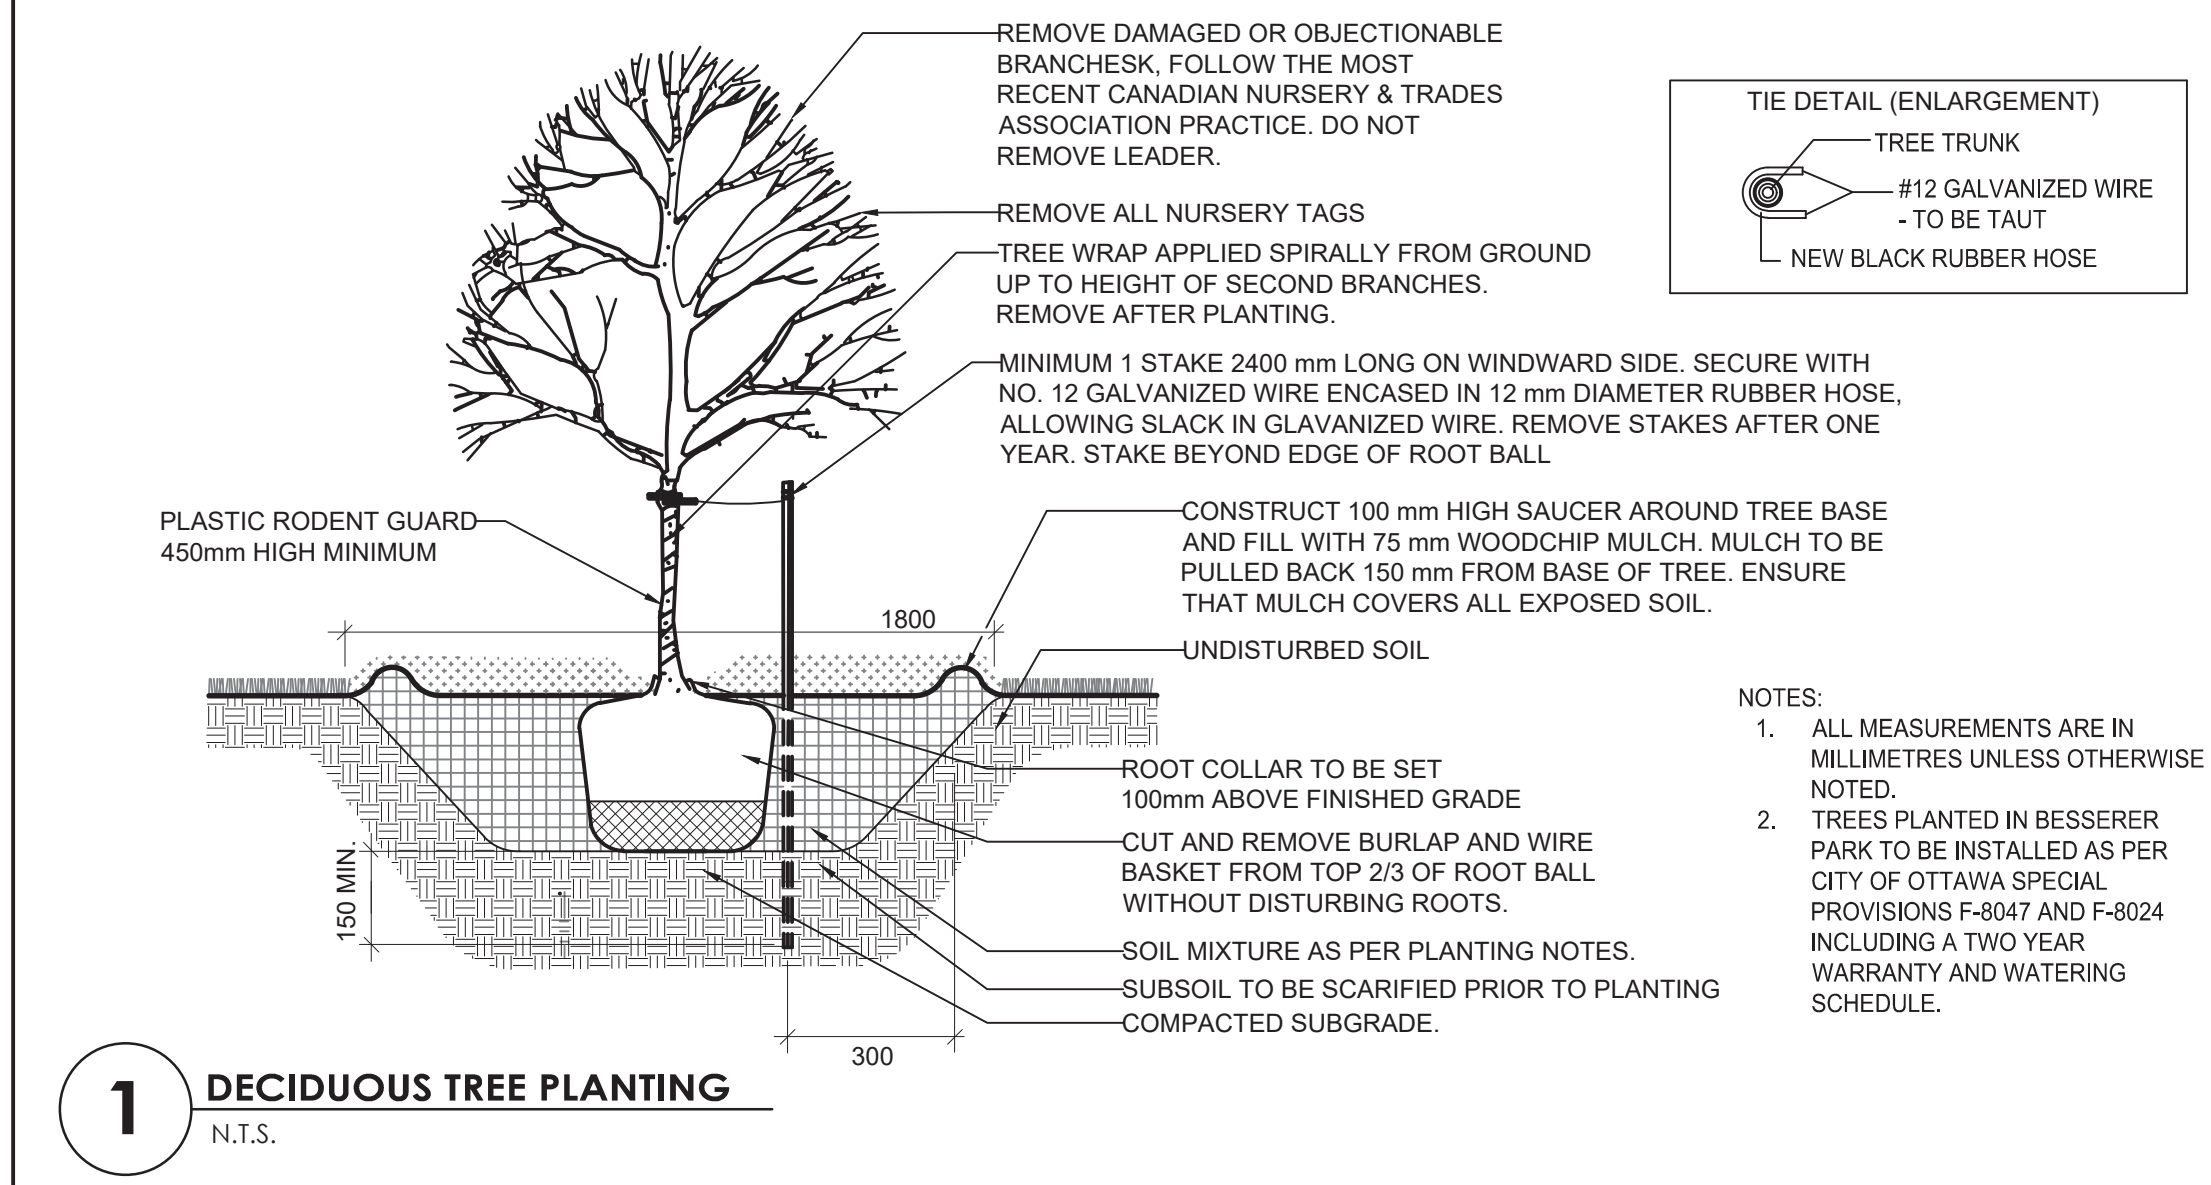 REMOVE DAMAGED OR OBJECTIONABLE
BRANCHESK, FOLLOW THE MOST
RECENT CANADIAN NURSERY & TRADES
ASSOCIATION PRACTICE. DO NOT
REMOVE LEADER.
REMOVE ALL NURSERY TAGS
TREE WRAP APPLIED SPIRALLY FROM GROUND
UP TO HEIGHT OF SECOND BRANCHES.
REMOVE AFTER PLANTING.
MINIMUM 1 STAKE 2400 mm LONG ON WINDWARD SIDE. SECURE WITH
NO. 12 GALVANIZED WIRE ENCASED IN 12 mm DIAMETER RUBBER HOSE,
ALLOWING SLACK IN GLAVANIZED WIRE. REMOVE STAKES AFTER ONE
YEAR. STAKE BEYOND EDGE OF ROOT BALL
TIE DETAIL (ENLARGEMENT)
TREE TRUNK
#12 GALVANIZED WIRE
- TO BE TAUT
NEW BLACK RUBBER HOSE
PLASTIC RODENT GUARD
450mm HIGH MINIMUM
CONSTRUCT 100 mm HIGH SAUCER AROUND TREE BASE
AND FILL WITH 75 mm WOODCHIP MULCH. MULCH TO BE
PULLED BACK 150 mm FROM BASE OF TREE. ENSURE
THAT MULCH COVERS ALL EXPOSED SOIL.
1800
UNDISTURBED SOIL
ROOT COLLAR TO BE SET
100mm ABOVE FINISHED GRADE
CUT AND REMOVE BURLAP AND WIRE
BASKET FROM TOP 2/3 OF ROOT BALL
WITHOUT DISTURBING ROOTS.
SOIL MIXTURE AS PER PLANTING NOTES.
SUBSOIL TO BE SCARIFIED PRIOR TO PLANTING
COMPACTED SUBGRADE.
150 MIN.
300
NOTES:
1. ALL MEASUREMENTS ARE IN
MILLIMETRES UNLESS OTHERWISE
NOTED.
2. TREES PLANTED IN BESSERER
PARK TO BE INSTALLED AS PER
CITY OF OTTAWA SPECIAL
PROVISIONS F-8047 AND F-8024
INCLUDING A TWO YEAR
WARRANTY AND WATERING
SCHEDULE.
1
DECIDUOUS TREE PLANTING
N.T.S.